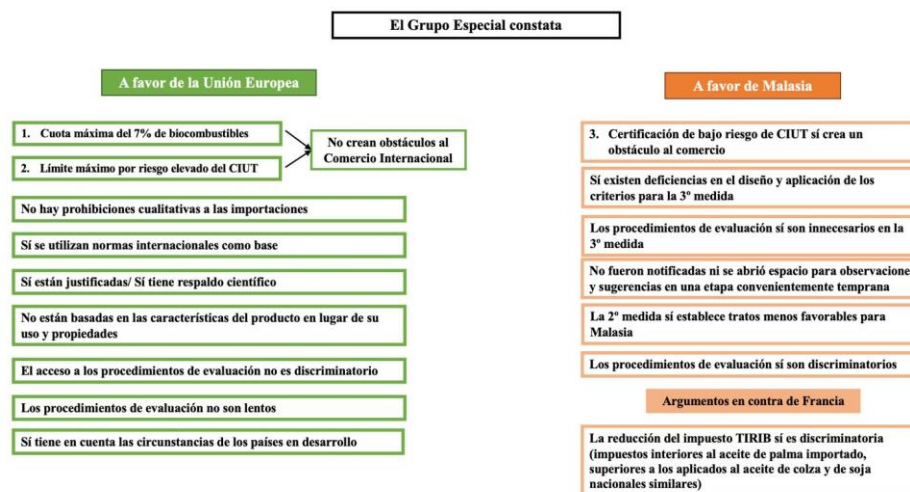 El Grupo Especial constata
A favor de la Unión Europea
1. Cuota máxima del 7% de biocombustibles
2. Límite máximo por riesgo elevado del CIUT
No crean obstáculos al
Comercio Internacional
No hay prohibiciones cualitativas a las importaciones
Sí se utilizan normas internacionales como base
Sí están justificadas/ Sí tiene respaldo científico
No están basadas en las características del producto en lugar de su
uso y propiedades
El acceso a los procedimientos de evaluación no es discriminatorio
Los procedimientos de evaluación no son lentos
Sí tiene en cuenta las circunstancias de los países en desarrollo
A favor de Malasia
3. Certificación de bajo riesgo de CIUT sí crea un
obstáculo al comercio
Sí existen deficiencias en el diseño y aplicación de los
criterios para la 3º medida
Los procedimientos de evaluación sí son innecesarios en la
3º medida
No fueron notificadas ni se abrió espacio para observacione
y sugerencias en una etapa convenientemente temprana
La 2º medida sí establece tratos menos favorables para
Malasia
Los procedimientos de evaluación sí son discriminatorios
Argumentos en contra de Francia
La reducción del impuesto TIRIB sí es discriminatoria
(impuestos interiores al aceite de palma importado,
superiores a los aplicados al aceite de colza y de soja
nacionales similares)